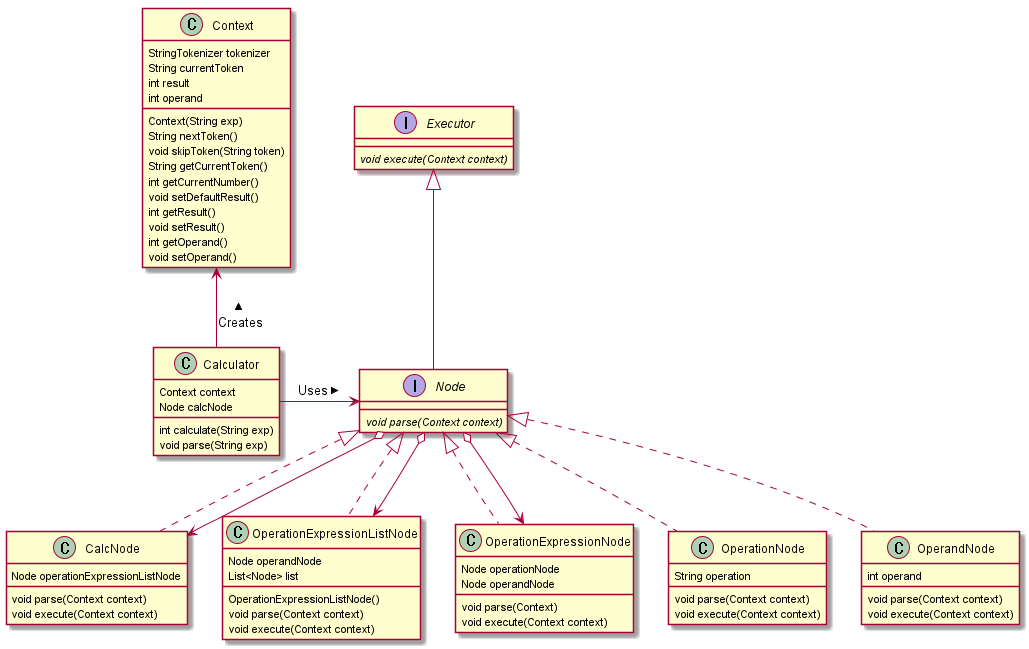 C Context
StringTokenizer tokenizer
String currentToken
int result
int operand
Context(String exp)
String nextToken()
void skipToken(String token)
String getCurrentToken()
int getCurrentNumber()
void setDefaultResult()
int getResult()
void setResult()
int getOperand()
void setOperand()
I Executor
void execute(Context context)
Creates
C Calculator
Context context
Node calcNode
int calculate(String exp)
void parse(String exp)
Uses
I Node
void parse(Context context)
C CalcNode
Node operationExpressionListNode
void parse(Context context)
void execute(Context context)
C OperationExpressionListNode
Node operandNode
List<Node> list
OperationExpressionListNode()
void parse(Context context)
void execute(Context context)
C OperationExpressionNode
Node operationNode
Node operandNode
void parse(Context)
void execute(Context context)
C OperationNode
String operation
void parse(Context context)
void execute(Context context)
C OperandNode
int operand
void parse(Context context)
void execute(Context context)